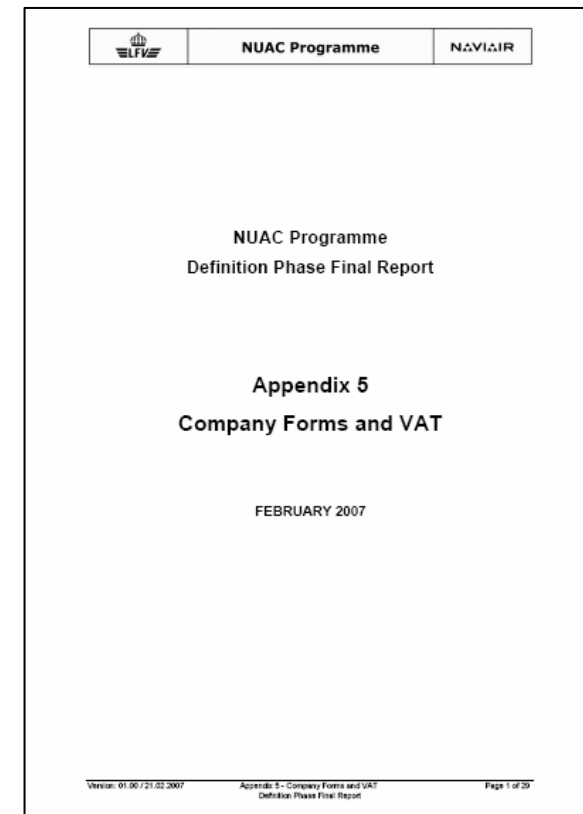 LFV
NUAC Programme
NAVIAIR
NUAC Programme
Definition Phase Final Report
Appendix 5
Company Forms and VAT
FEBRUARY 2007
Version: 01.00 / 21.02.2007
Appendix 5 - Company Forms and VAT
Definition Phase Final Report
Page 1 of 29